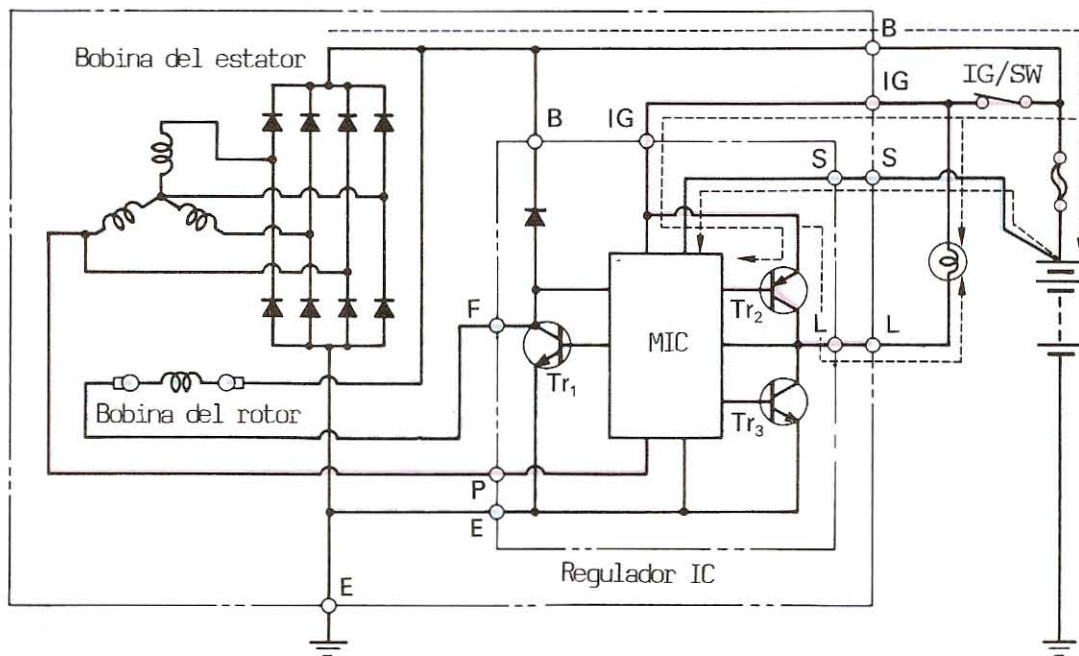 Bobina del estator
B
IG/SW
IG
B
IG
S
S
F
Tr2
L
L
MIC
Tr1
Bobina del rotor
Tr3
P
E
Regulador IC
E